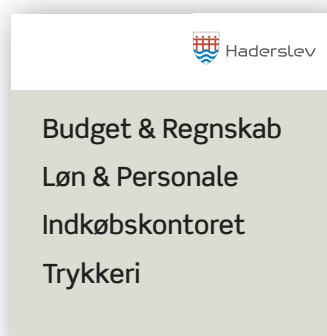 Haderslev
Budget & Regnskab
Løn & Personale
Indkøbskontoret
Trykkeri